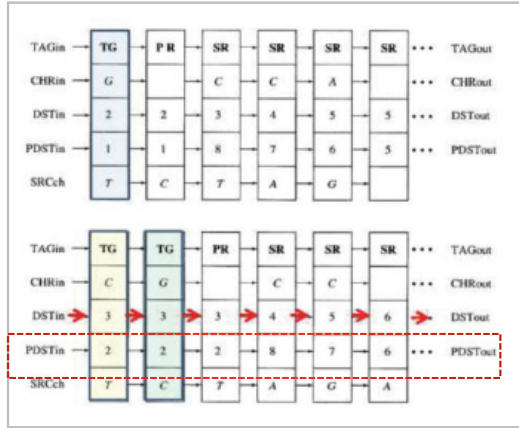 TAGin TG PR SR SR SR SR ••• TAGout
CHRin G C C A ••• CHRout
DSTin 2 2 3 4 5 5 ••• DSTout
PDSTin 1 1 8 7 6 5 ••• PDSTout
SRCch T C T A G
TAGin TG TG PR SR SR SR ••• TAGout
CHRin C G C C ••• CHRout
DSTin 3 3 3 4 5 6 ••• DSTout
PDSTin 2 2 2 8 7 6 ••• PDSTout
SRCch T C T A G A